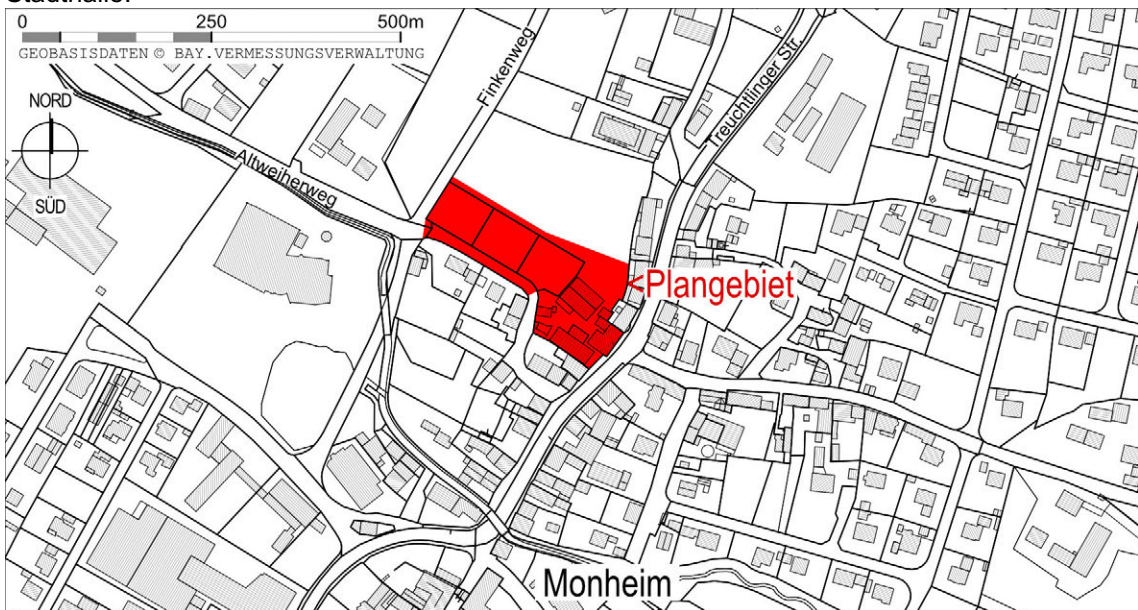 Stadthalle.
0 250 500m
GEOBASISDATEN © BAY.VERMESSUNGSVERWALTUNG
NORD
SÜD
Finkenweg
Treuchtlinger Str.
Altweiherweg
<Plangebiet
Monheim